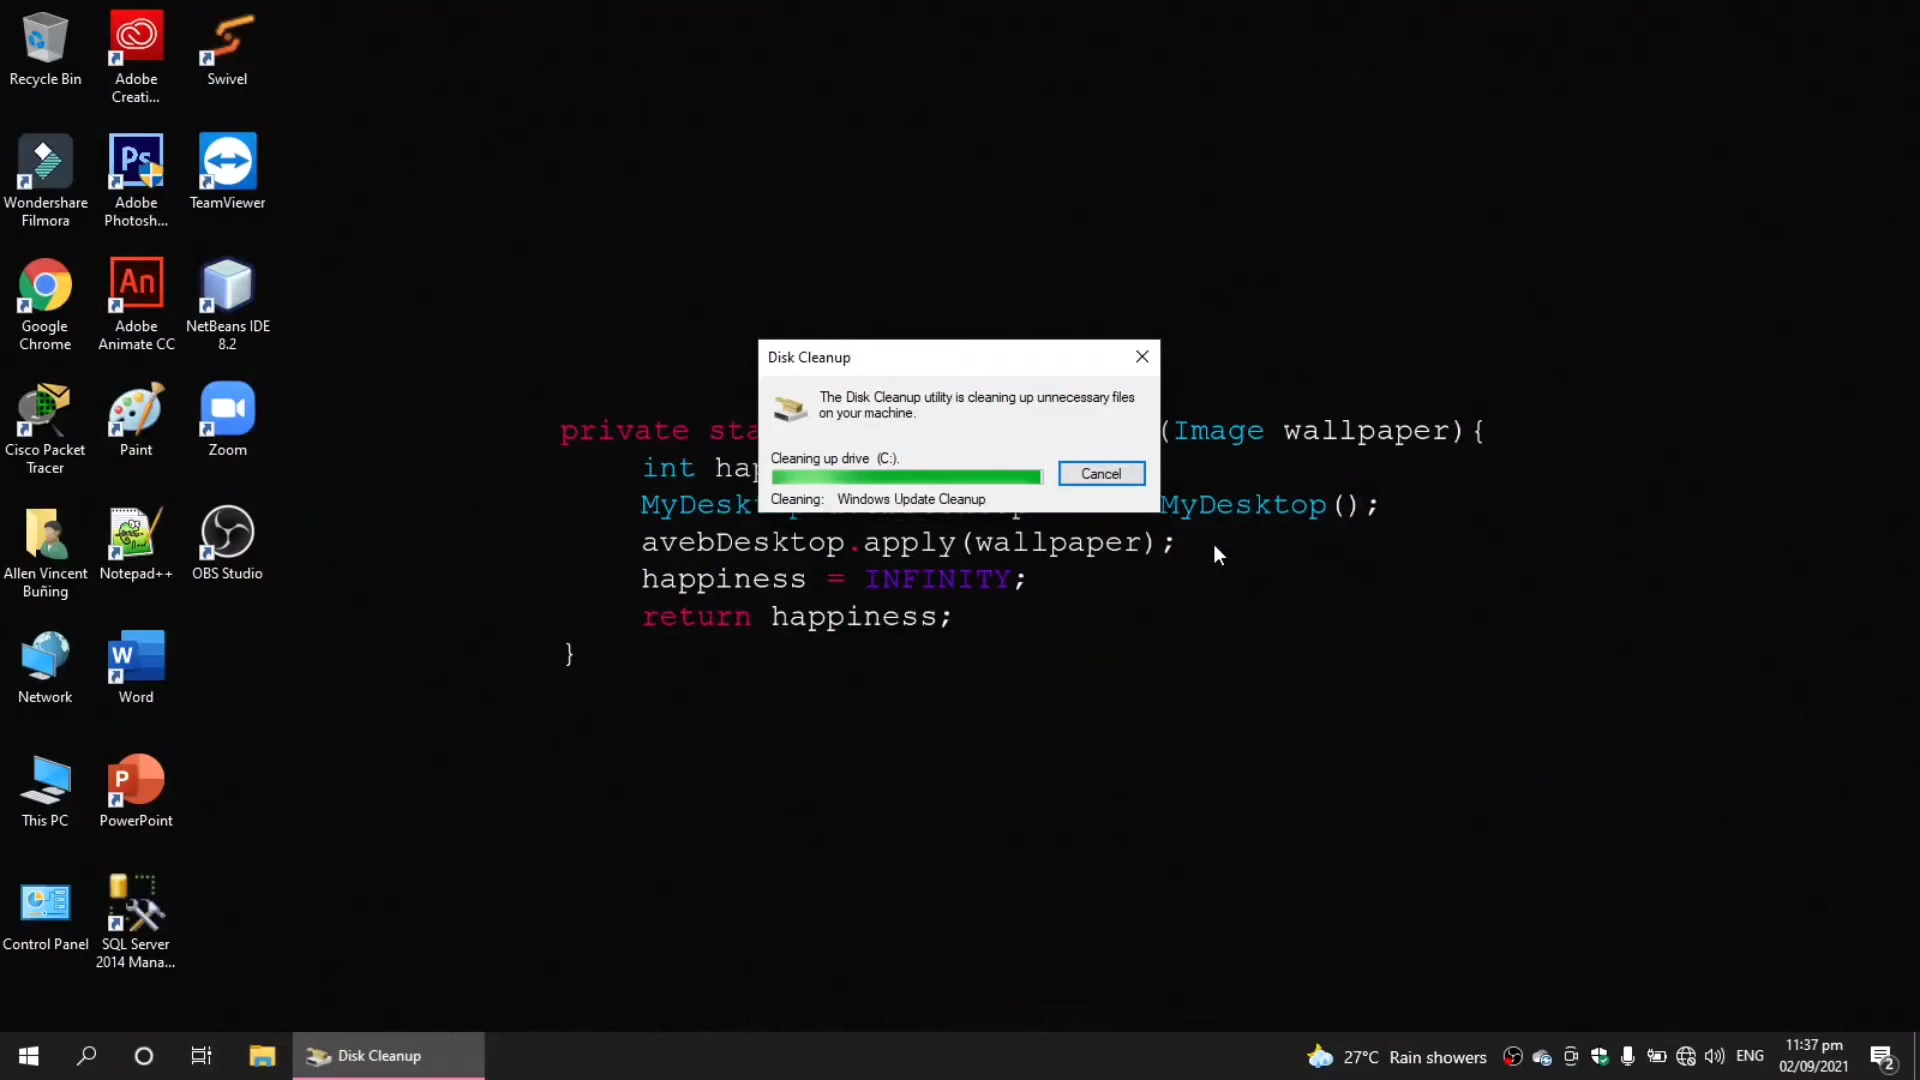 Recycle Bin
Adobe
Creati...
Swivel
Wondershare
Filmora
Ps
Adobe
Photosh...
TeamViewer
Google
Chrome
An
Adobe
Animate CC
NetBeans IDE
8.2
Cisco Packet
Tracer
Paint
Zoom
Allen Vincent
Buñing
Notepad++
OBS Studio
Network
W
Word
This PC
P
PowerPoint
Control Panel
SQL Server
2014 Mana...
Disk Cleanup
The Disk Cleanup utility is cleaning up unnecessary files
on your machine.
Cleaning up drive (C:).
Cancel
Cleaning: Windows Update Cleanup
private (Image wallpaper){
int
MyDesktop();
avebDesktop.apply(wallpaper);
happiness = INFINITY;
return happiness;
}
Disk Cleanup
27°C Rain showers
ENG
11:37 pm
02/09/2021
2